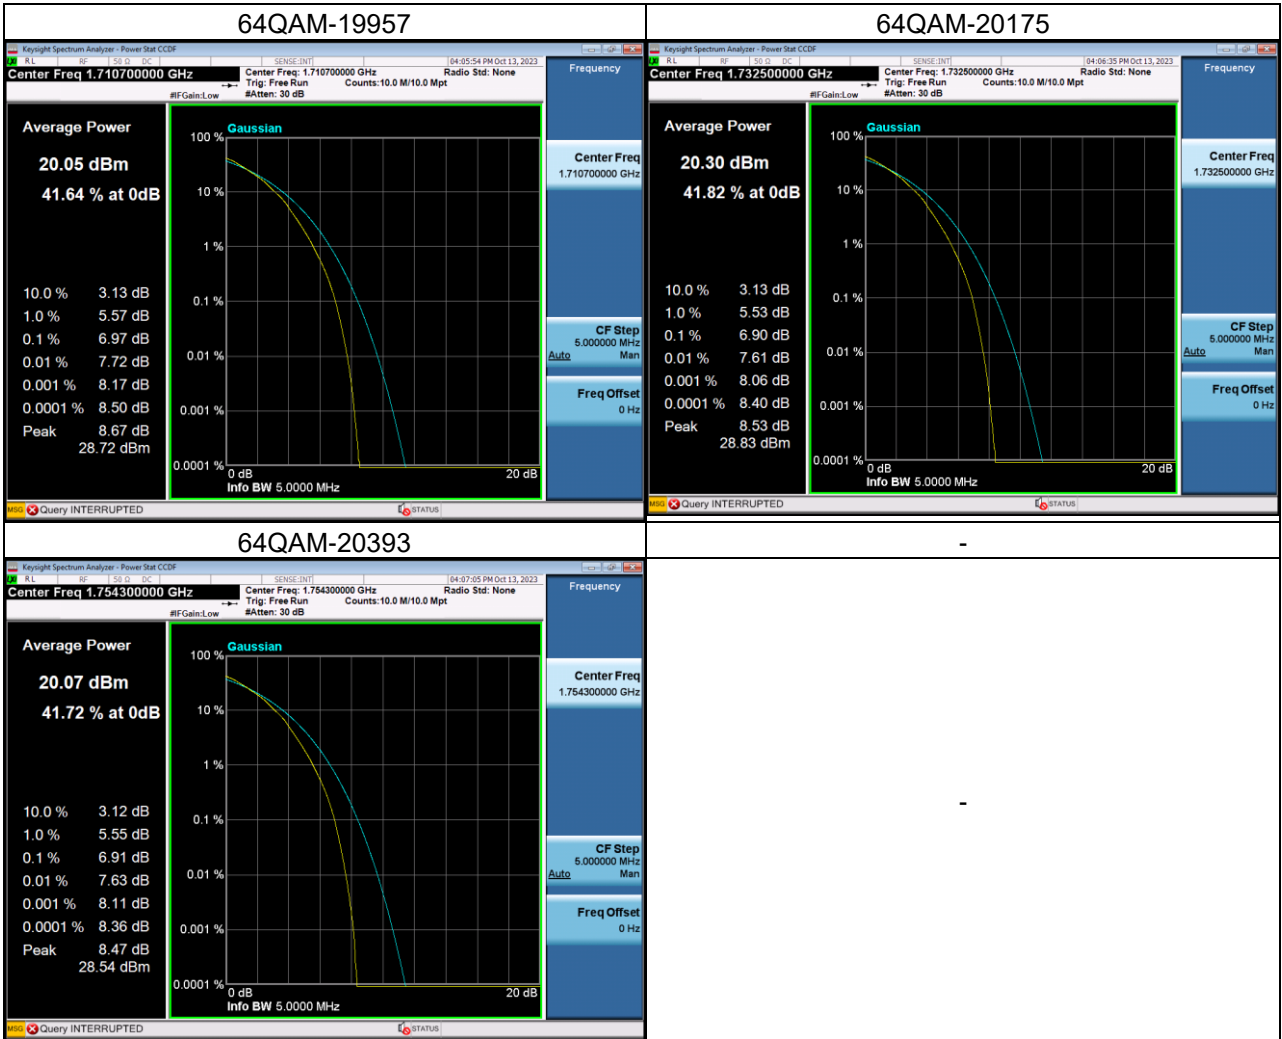 64QAM-19957
Keysight Spectrum Analyzer - Power Stat CCDF
RL RF 50 Ω DC SENSE:INT 04:05:54 PM Oct 13, 2023
Center Freq 1.710700000 GHz
Center Freq: 1.710700000 GHz Radio Std: None
Trig: Free Run Counts:10.0 M/10.0 Mpt
#IFGain:Low #Atten: 30 dB
Frequency
Average Power
20.05 dBm
41.64 % at 0dB
10.0 % 3.13 dB
1.0 % 5.57 dB
0.1 % 6.97 dB
0.01 % 7.72 dB
0.001 % 8.17 dB
0.0001 % 8.50 dB
Peak 8.67 dB
28.72 dBm
Gaussian
100 %
10 %
1 %
0.1 %
0.01 %
0.001 %
0.0001 %
0 dB 20 dB
Info BW 5.0000 MHz
Center Freq
1.710700000 GHz
CF Step
5.000000 MHz
Auto Man
Freq Offset
0 Hz
MSG Query INTERRUPTED STATUS
64QAM-20175
Keysight Spectrum Analyzer - Power Stat CCDF
RL RF 50 Ω DC SENSE:INT 04:06:35 PM Oct 13, 2023
Center Freq 1.732500000 GHz
Center Freq: 1.732500000 GHz Radio Std: None
Trig: Free Run Counts:10.0 M/10.0 Mpt
#IFGain:Low #Atten: 30 dB
Frequency
Average Power
20.30 dBm
41.82 % at 0dB
10.0 % 3.13 dB
1.0 % 5.53 dB
0.1 % 6.90 dB
0.01 % 7.61 dB
0.001 % 8.06 dB
0.0001 % 8.40 dB
Peak 8.53 dB
28.83 dBm
Gaussian
100 %
10 %
1 %
0.1 %
0.01 %
0.001 %
0.0001 %
0 dB 20 dB
Info BW 5.0000 MHz
Center Freq
1.732500000 GHz
CF Step
5.000000 MHz
Auto Man
Freq Offset
0 Hz
MSG Query INTERRUPTED STATUS
64QAM-20393
Keysight Spectrum Analyzer - Power Stat CCDF
RL RF 50 Ω DC SENSE:INT 04:07:05 PM Oct 13, 2023
Center Freq 1.754300000 GHz
Center Freq: 1.754300000 GHz Radio Std: None
Trig: Free Run Counts:10.0 M/10.0 Mpt
#IFGain:Low #Atten: 30 dB
Frequency
Average Power
20.07 dBm
41.72 % at 0dB
10.0 % 3.12 dB
1.0 % 5.55 dB
0.1 % 6.91 dB
0.01 % 7.63 dB
0.001 % 8.11 dB
0.0001 % 8.36 dB
Peak 8.47 dB
28.54 dBm
Gaussian
100 %
10 %
1 %
0.1 %
0.01 %
0.001 %
0.0001 %
0 dB 20 dB
Info BW 5.0000 MHz
Center Freq
1.754300000 GHz
CF Step
5.000000 MHz
Auto Man
Freq Offset
0 Hz
MSG Query INTERRUPTED STATUS
-
-